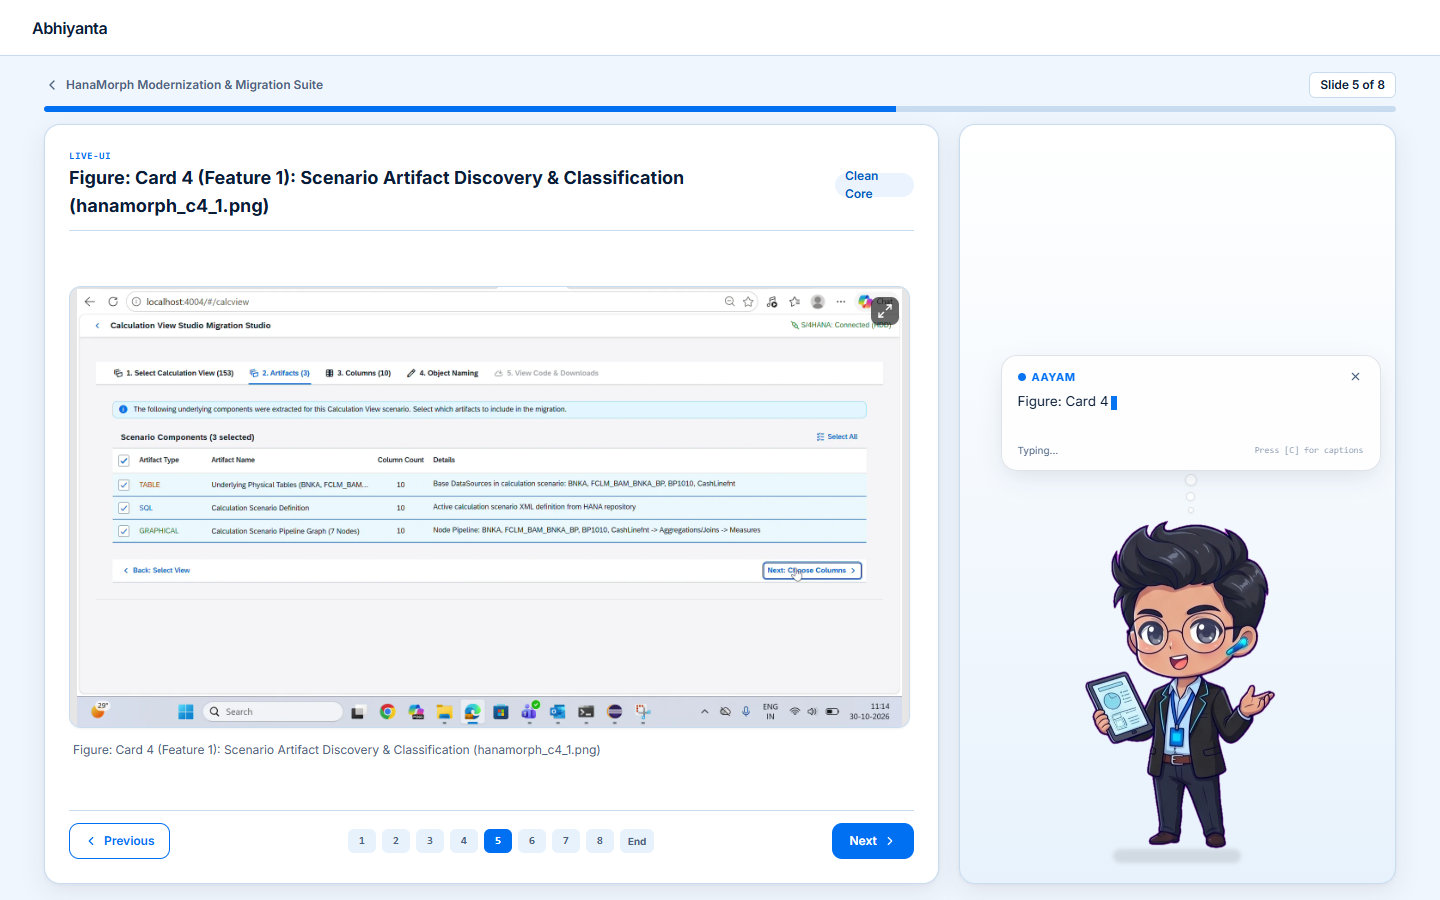 Abhiyanta
HanaMorph Modernization & Migration Suite
Slide 5 of 8
LIVE-UI
Figure: Card 4 (Feature 1): Scenario Artifact Discovery & Classification
(hanamorph_c4_1.png)
Clean
Core
localhost:4004/#/calcview
Calculation View Studio Migration Studio
S/4HANA: Connected
1. Select Calculation View (153)
2. Artifacts (3)
3. Columns (10)
4. Object Naming
5. View Code & Downloads
The following underlying components were extracted for this Calculation View scenario. Select which artifacts to include in the migration.
Scenario Components (3 selected)
Select All
Artifact Type Artifact Name Column Count Details
TABLE Underlying Physical Tables (BNKA, FCLM_BAM... 10 Base DataSources in calculation scenario: BNKA, FCLM_BAM_BNKA_BP, BP1010, CashLineInt
SQL Calculation Scenario Definition 10 Active calculation scenario XML definition from HANA repository
GRAPHICAL Calculation Scenario Pipeline Graph (7 Nodes) 10 Node Pipeline: BNKA, FCLM_BAM_BNKA_BP, BP1010, CashLineInt -> Aggregations/Joins -> Measures
Back: Select View
Next: Choose Columns
29°
Search
ENG
IN
11:14
30-10-2026
Figure: Card 4 (Feature 1): Scenario Artifact Discovery & Classification (hanamorph_c4_1.png)
Previous
1 2 3 4 5 6 7 8 End
Next
AAYAM
Figure: Card 4
Typing...
Press [C] for captions